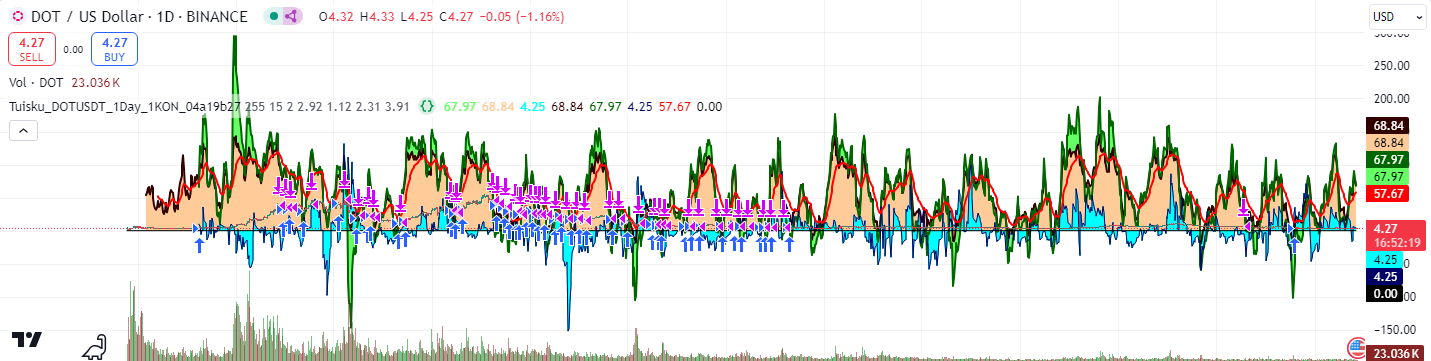 DOT / US Dollar · 1D · BINANCE O4.32 H4.33 L4.25 C4.27 −0.05 (−1.16%)
USD
4.27 SELL 0.00 4.27 BUY
250.00
Vol · DOT 23.036 K
Tuisku_DOTUSDT_1Day_1KON_04a19b27 255 15 2 2.92 1.12 2.31 3.91 {} 67.97 68.84 4.25 68.84 67.97 4.25 57.67 0.00
200.00
68.84
68.84
67.97
67.97
57.67
4.27
16:52:19
4.25
4.25
0.00
−150.00
23.036 K